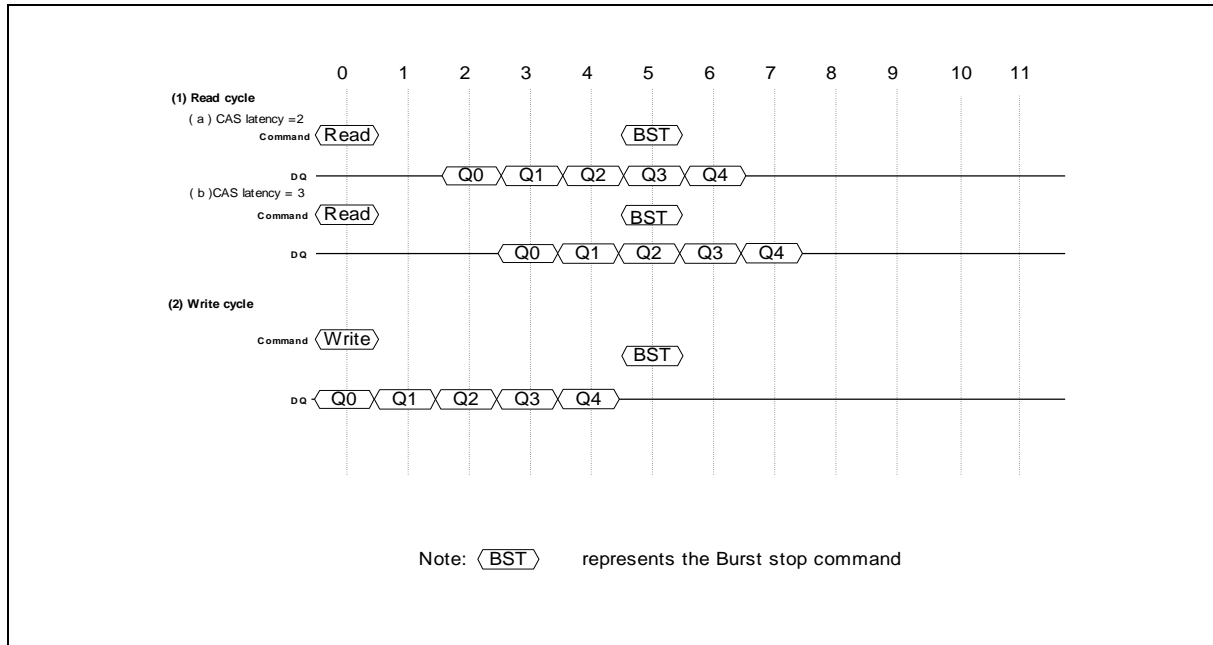 0 1 2 3 4 5 6 7 8 9 10 11
(1) Read cycle
( a ) CAS latency =2
Command Read BST
DQ Q0 Q1 Q2 Q3 Q4
( b )CAS latency = 3
Command Read BST
DQ Q0 Q1 Q2 Q3 Q4
(2) Write cycle
Command Write BST
DQ Q0 Q1 Q2 Q3 Q4
Note: BST represents the Burst stop command